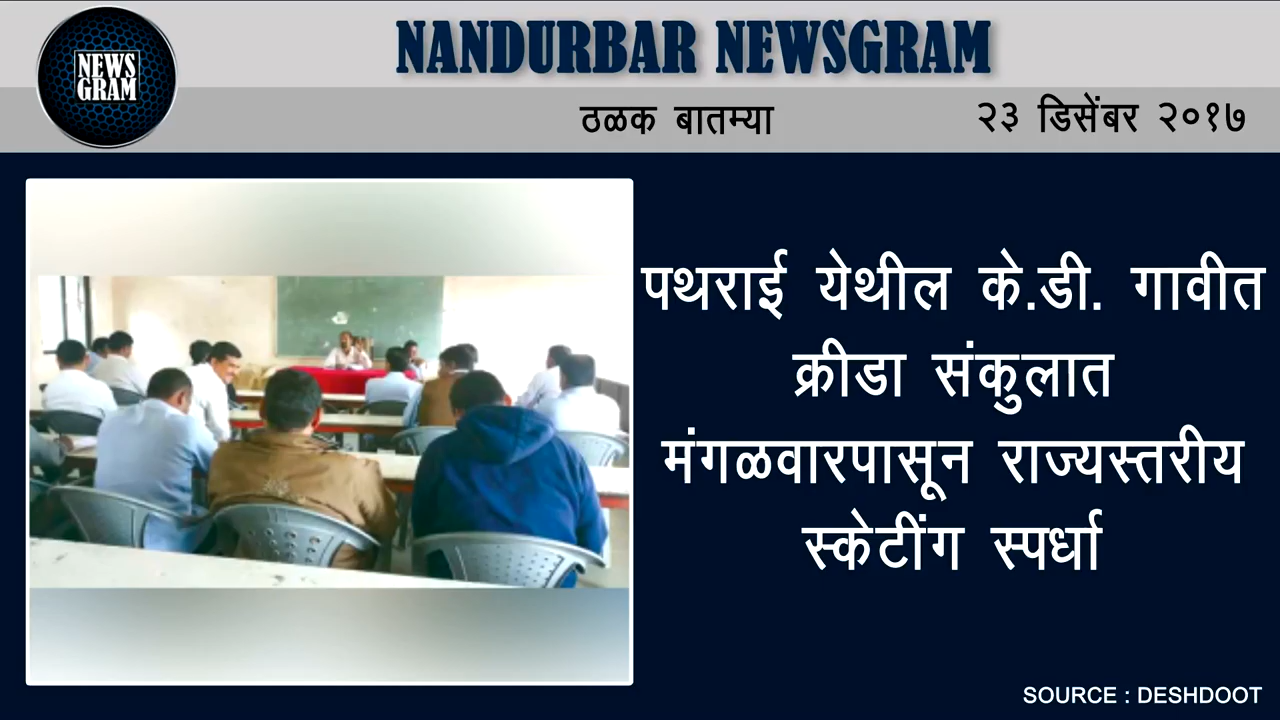 NEWS
GRAM
NANDURBAR NEWSGRAM
ठळक बातम्या
२३ डिसेंबर २०१७
पथराई येथील के.डी. गावीत
क्रीडा संकुलात
मंगळवारपासून राज्यस्तरीय
स्केटींग स्पर्धा
SOURCE : DESHDOOT